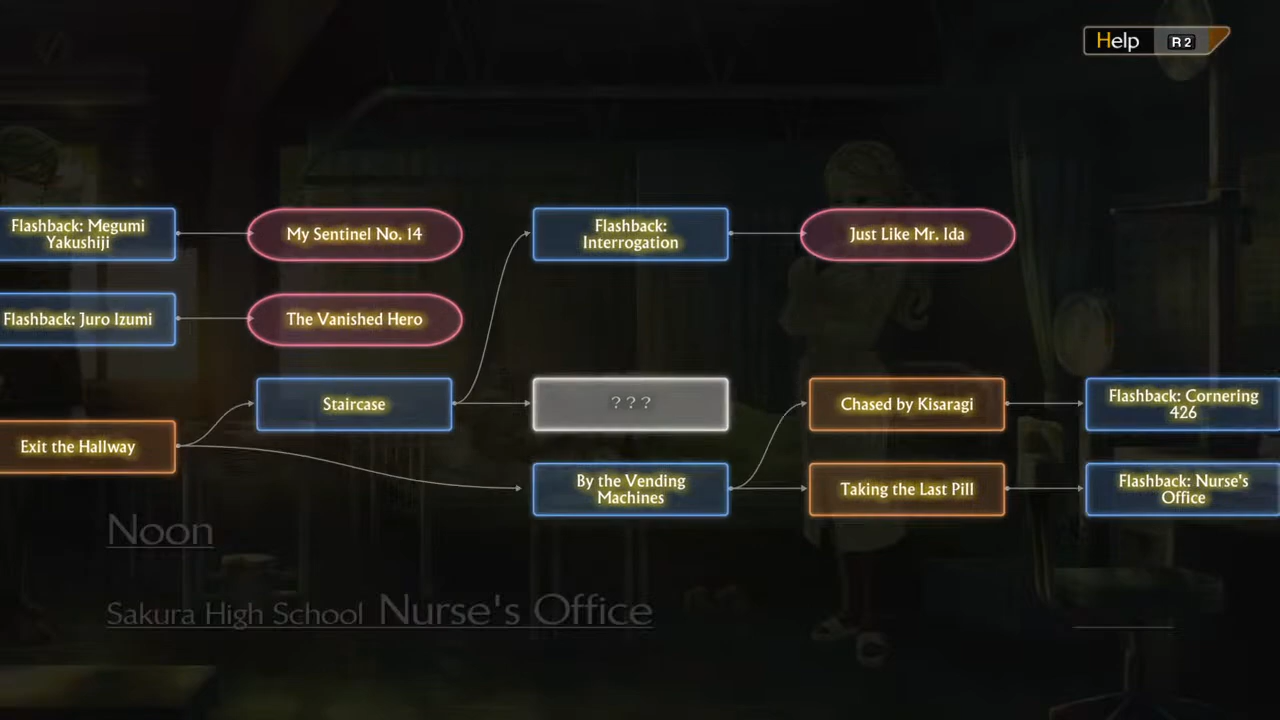 Help R2
Flashback: Megumi
Yakushiji
My Sentinel No. 14
Flashback:
Interrogation
Just Like Mr. Ida
Flashback: Juro Izumi
The Vanished Hero
Staircase
???
Chased by Kisaragi
Flashback: Cornering
426
Exit the Hallway
By the Vending
Machines
Taking the Last Pill
Flashback: Nurse's
Office
Noon
Sakura High School Nurse's Office